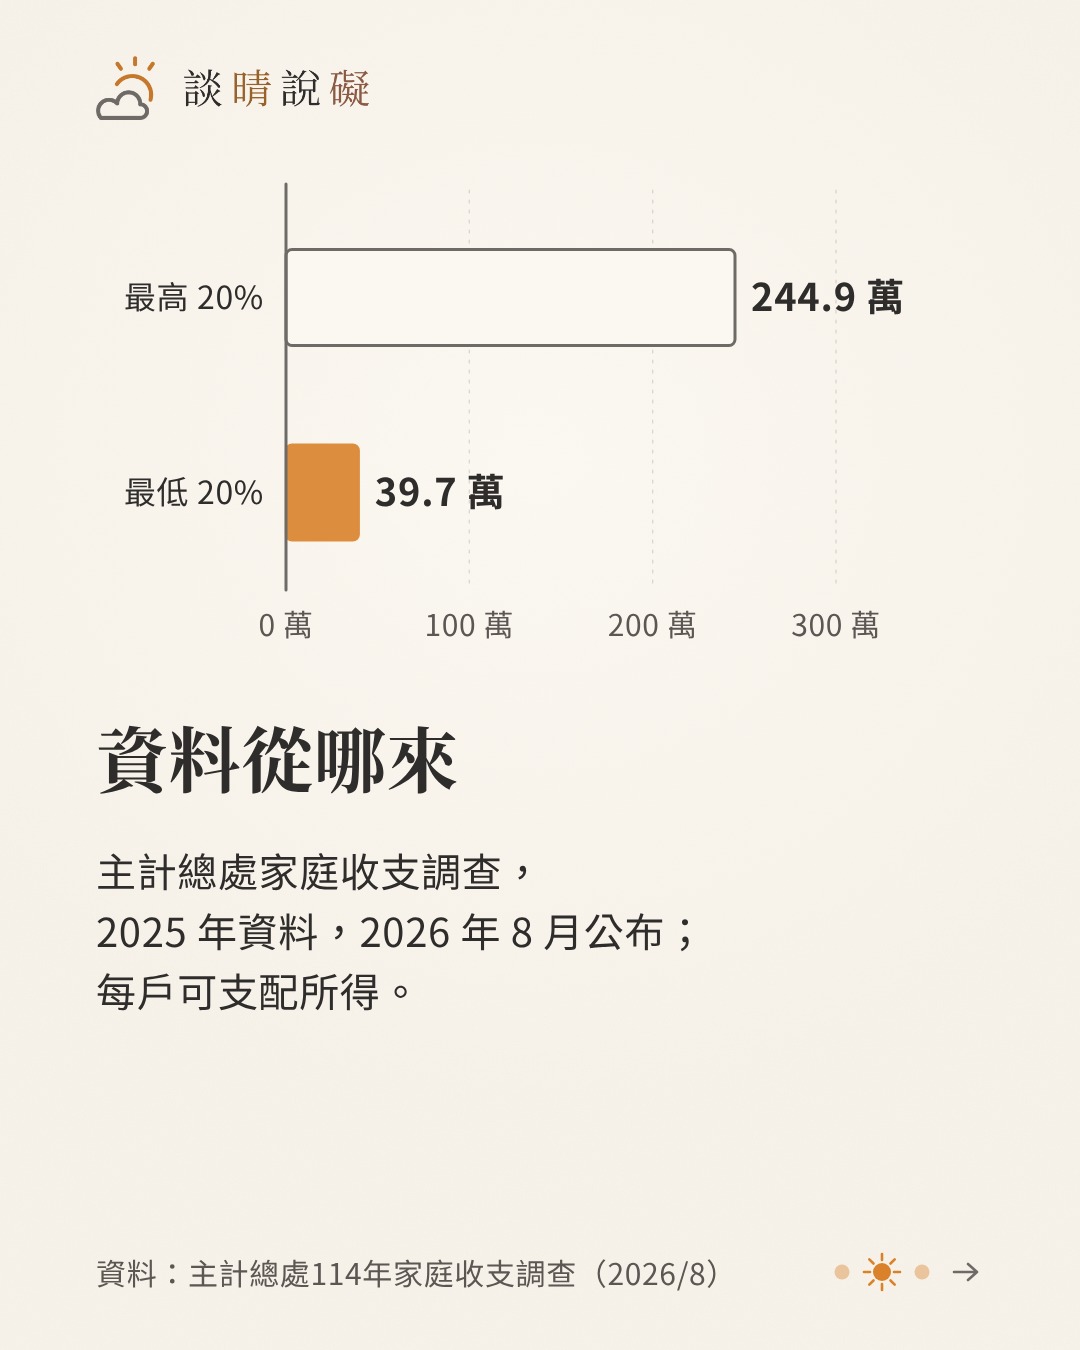 談晴說礙
最高 20%
244.9 萬
最低 20%
39.7 萬
0 萬 100 萬 200 萬 300 萬
資料從哪來
主計總處家庭收支調查，
2025 年資料，2026 年 8 月公布；
每戶可支配所得。
資料：主計總處114年家庭收支調查（2026/8）